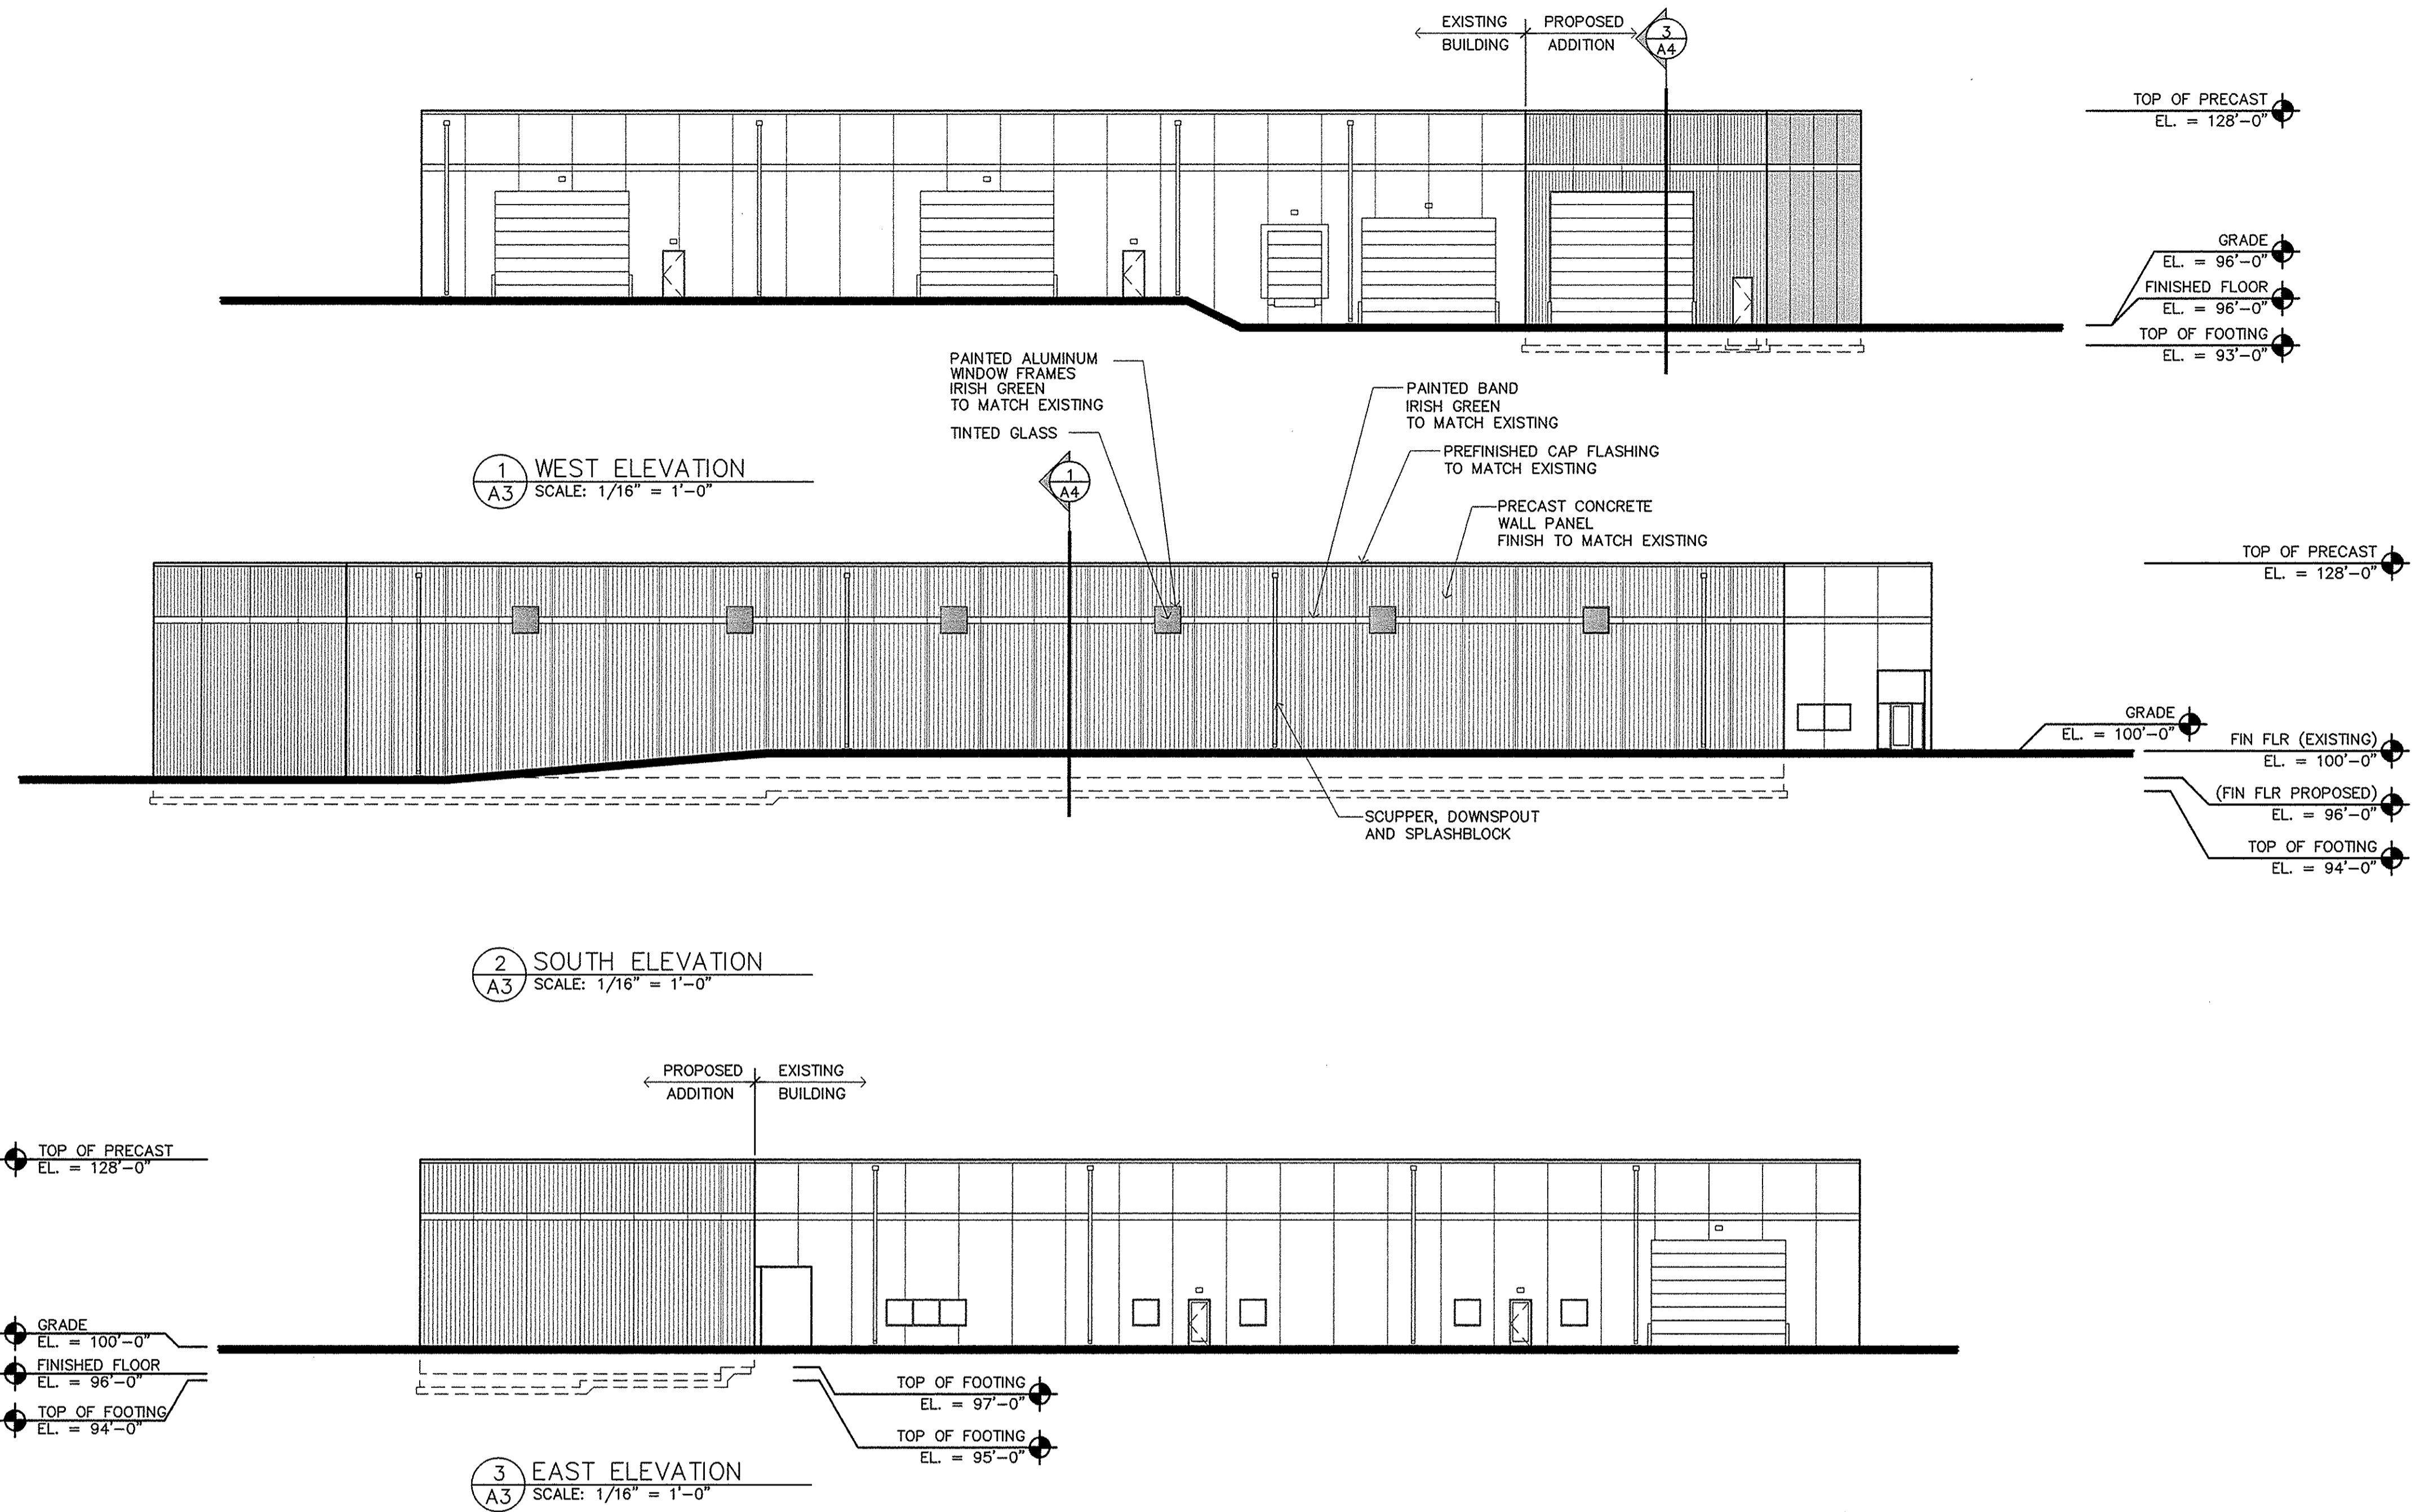 EXISTING
BUILDING
PROPOSED
ADDITION
3
A4
TOP OF PRECAST
EL. = 128'-0"
GRADE
EL. = 96'-0"
FINISHED FLOOR
EL. = 96'-0"
TOP OF FOOTING
EL. = 93'-0"
1
A3
WEST ELEVATION
SCALE: 1/16" = 1'-0"
PAINTED ALUMINUM
WINDOW FRAMES
IRISH GREEN
TO MATCH EXISTING
TINTED GLASS
1
A4
PAINTED BAND
IRISH GREEN
TO MATCH EXISTING
PREFINISHED CAP FLASHING
TO MATCH EXISTING
PRECAST CONCRETE
WALL PANEL
FINISH TO MATCH EXISTING
TOP OF PRECAST
EL. = 128'-0"
GRADE
EL. = 100'-0"
FIN FLR (EXISTING)
EL. = 100'-0"
(FIN FLR PROPOSED)
EL. = 96'-0"
TOP OF FOOTING
EL. = 94'-0"
SCUPPER, DOWNSPOUT
AND SPLASHBLOCK
2
A3
SOUTH ELEVATION
SCALE: 1/16" = 1'-0"
PROPOSED
ADDITION
EXISTING
BUILDING
TOP OF PRECAST
EL. = 128'-0"
GRADE
EL. = 100'-0"
FINISHED FLOOR
EL. = 96'-0"
TOP OF FOOTING
EL. = 94'-0"
TOP OF FOOTING
EL. = 97'-0"
TOP OF FOOTING
EL. = 95'-0"
3
A3
EAST ELEVATION
SCALE: 1/16" = 1'-0"